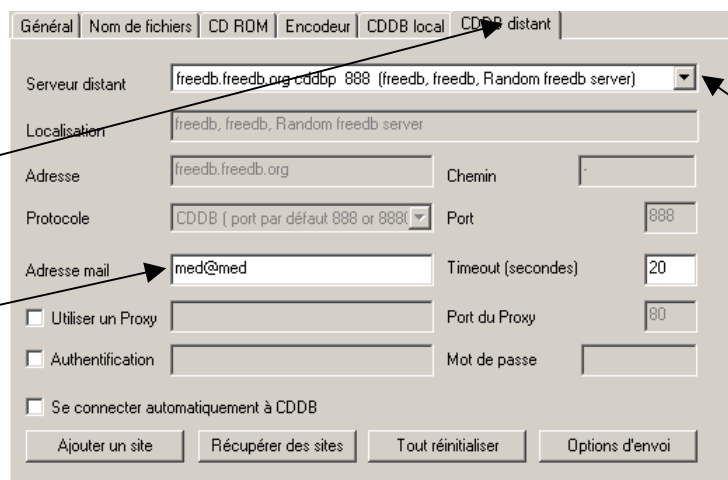 Général Nom de fichiers CD ROM Encodeur CDDB local CDDB distant
Serveur distant freedb.freedb.org cddbp 888 (freedb, freedb, Random freedb server)
Localisation freedb, freedb, Random freedb server
Adresse freedb.freedb.org Chemin -
Protocole CDDB ( port par défaut 888 or 888 Port 888
Adresse mail med@med Timeout (secondes) 20
Utiliser un Proxy Port du Proxy 80
Authentification Mot de passe
Se connecter automatiquement à CDDB
Ajouter un site Récupérer des sites Tout réinitialiser Options d'envoi